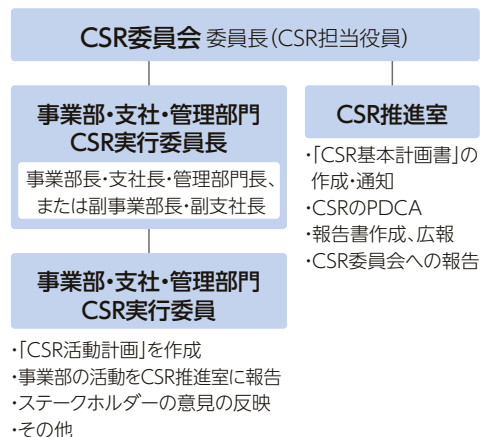 CSR委員会 委員長(CSR担当役員)
事業部・支社・管理部門
CSR実行委員長
事業部長・支社長・管理部門長、
または副事業部長・副支社長
事業部・支社・管理部門
CSR実行委員
・「CSR活動計画」を作成
・事業部の活動をCSR推進室に報告
・ステークホルダーの意見の反映
・その他
CSR推進室
・「CSR基本計画書」の
作成・通知
・CSRのPDCA
・報告書作成、広報
・CSR委員会への報告